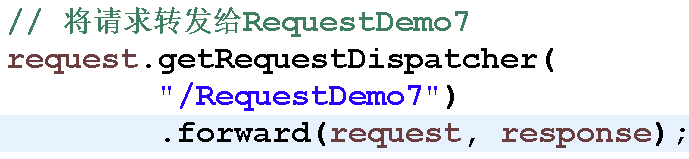 // 将请求转发给RequestDemo7
request.getRequestDispatcher(
"/RequestDemo7")
.forward(request, response);